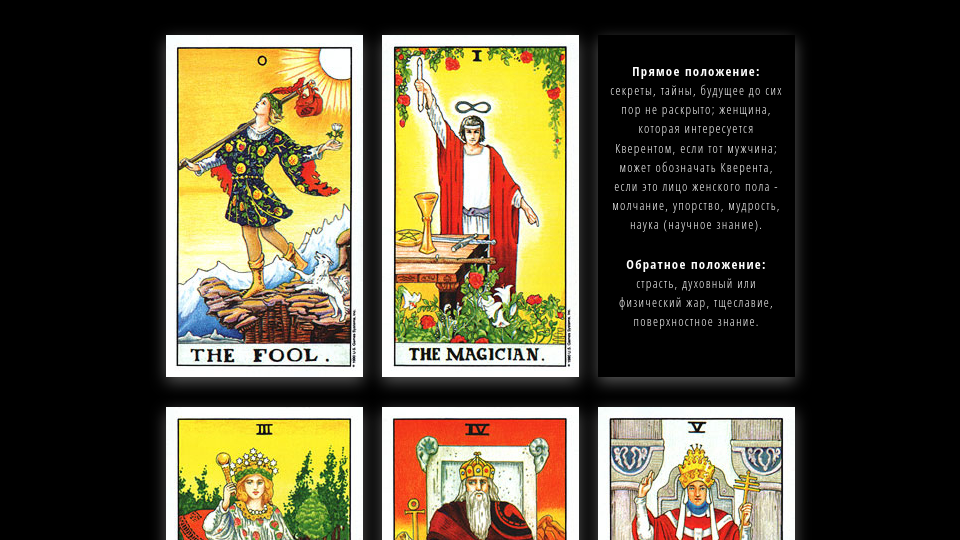 0
THE FOOL.
I
THE MAGICIAN.
Прямое положение:
секреты, тайны, будущее до сих
пор не раскрыто; женщина,
которая интересуется
Кверентом, если тот мужчина;
может обозначать Кверента,
если это лицо женского пола -
молчание, упорство, мудрость,
наука (научное знание).
Обратное положение:
страсть, духовный или
физический жар, тщеславие,
поверхностное знание.
III
IV
V